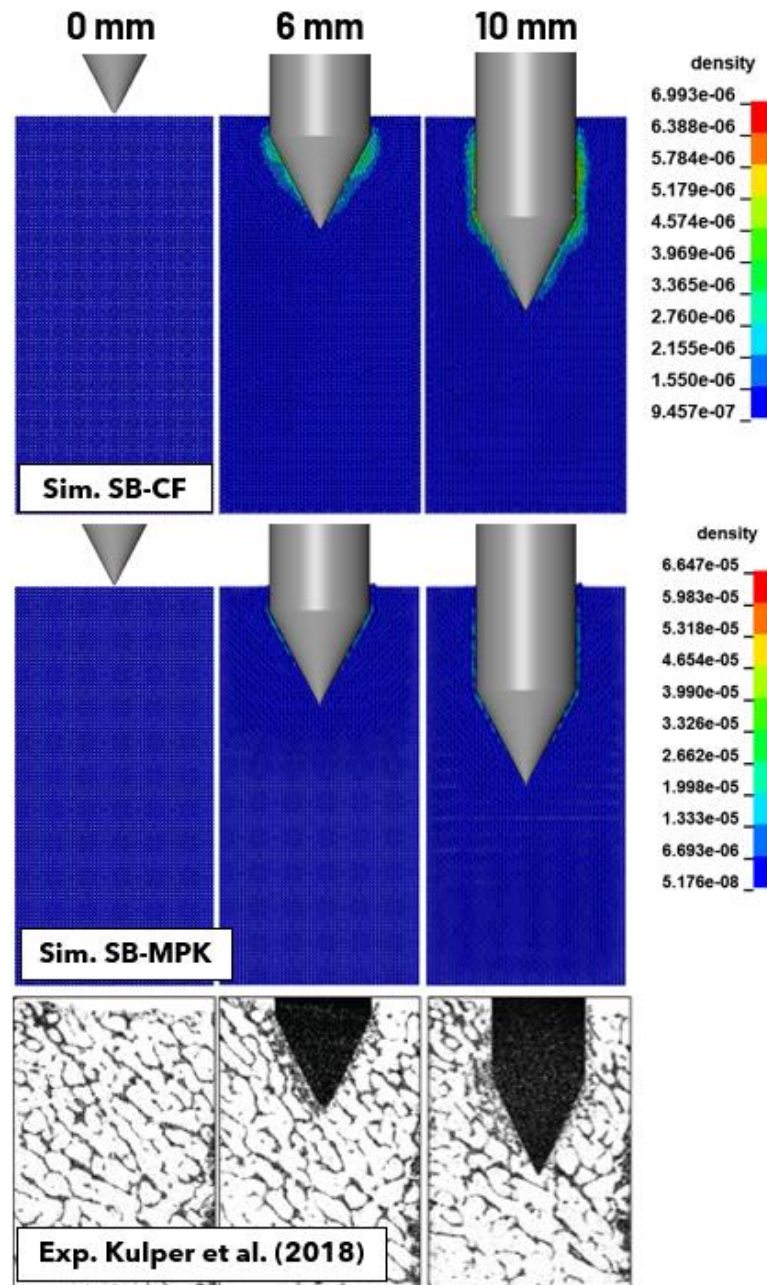 0 mm 6 mm 10 mm
density
6.993e-06
6.388e-06
5.784e-06
5.179e-06
4.574e-06
3.969e-06
3.365e-06
2.760e-06
2.155e-06
1.550e-06
9.457e-07
Sim. SB-CF
density
6.647e-05
5.983e-05
5.318e-05
4.654e-05
3.990e-05
3.326e-05
2.662e-05
1.998e-05
1.333e-05
6.693e-06
5.176e-08
Sim. SB-MPK
Exp. Kulper et al. (2018)